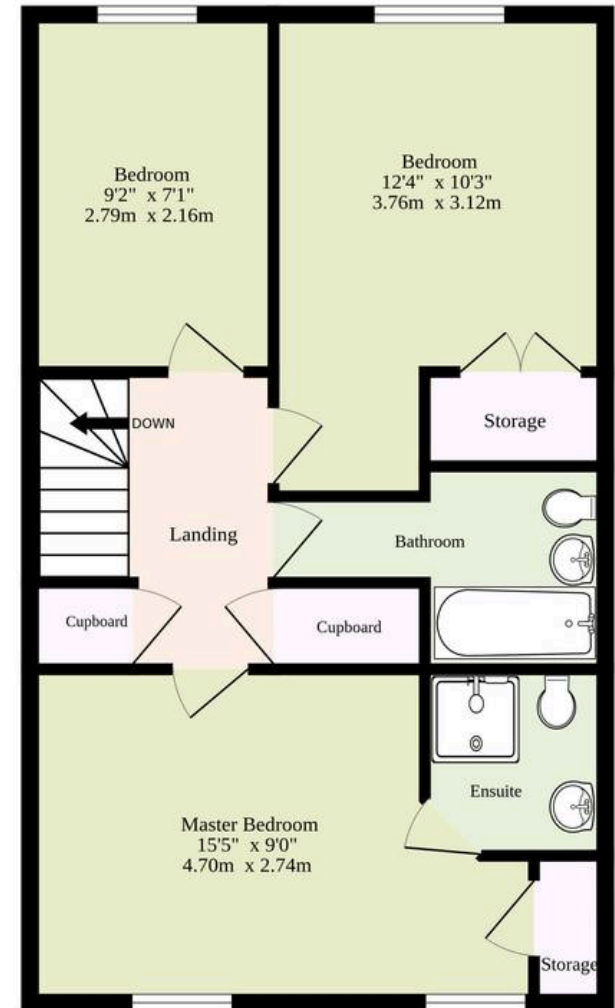 Bedroom
9'2" x 7'1"
2.79m x 2.16m
Bedroom
12'4" x 10'3"
3.76m x 3.12m
DOWN
Storage
Landing
Bathroom
Cupboard
Cupboard
Ensuite
Master Bedroom
15'5" x 9'0"
4.70m x 2.74m
Storage